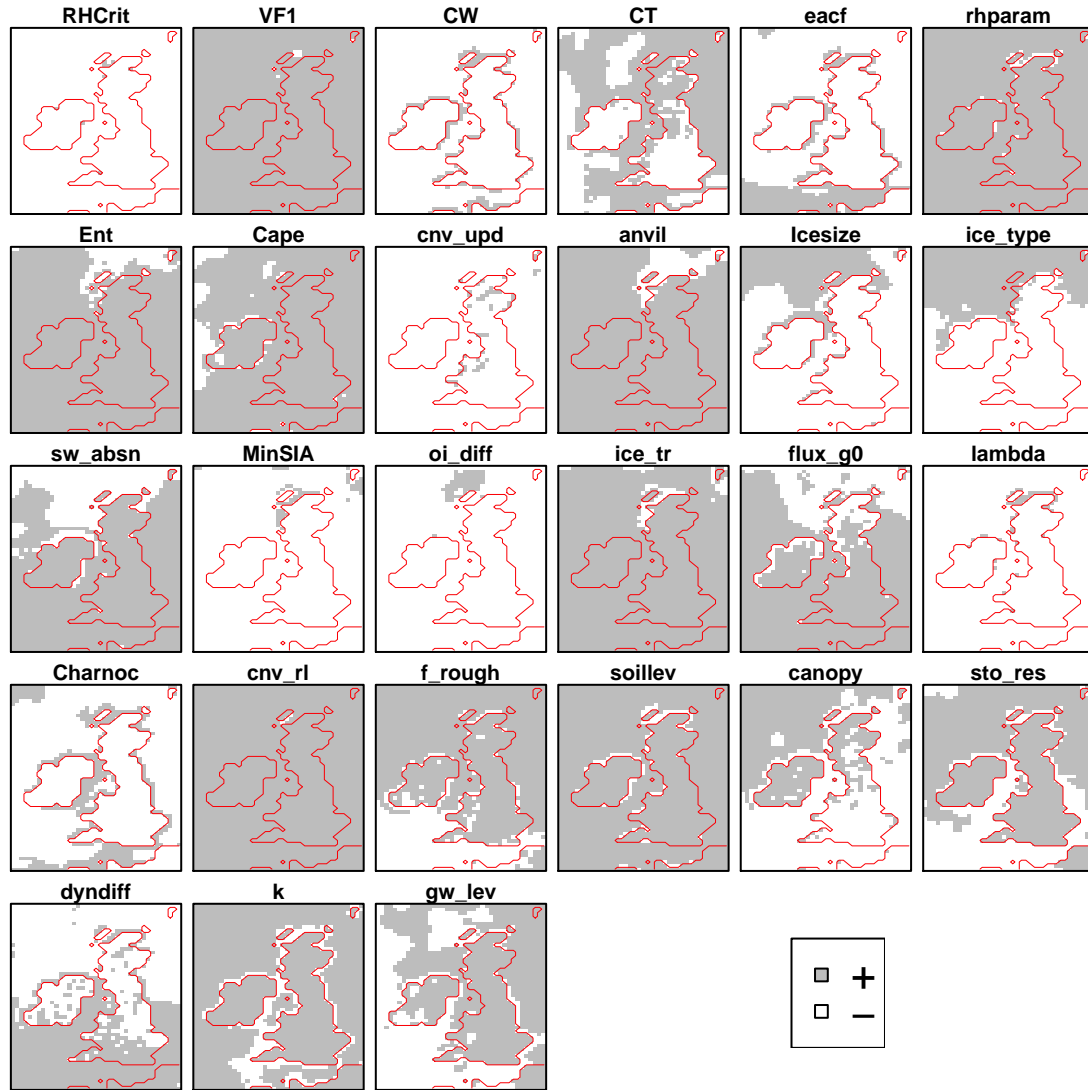 RHCrit VF1 CW CT eacf rhparam
Ent Cape cnv_upd anvil Icesize ice_type
sw_absn MinSIA oi_diff ice_tr flux_g0 lambda
Charnoc cnv_rl f_rough soillev canopy sto_res
dyndiff k gw_lev
+
−